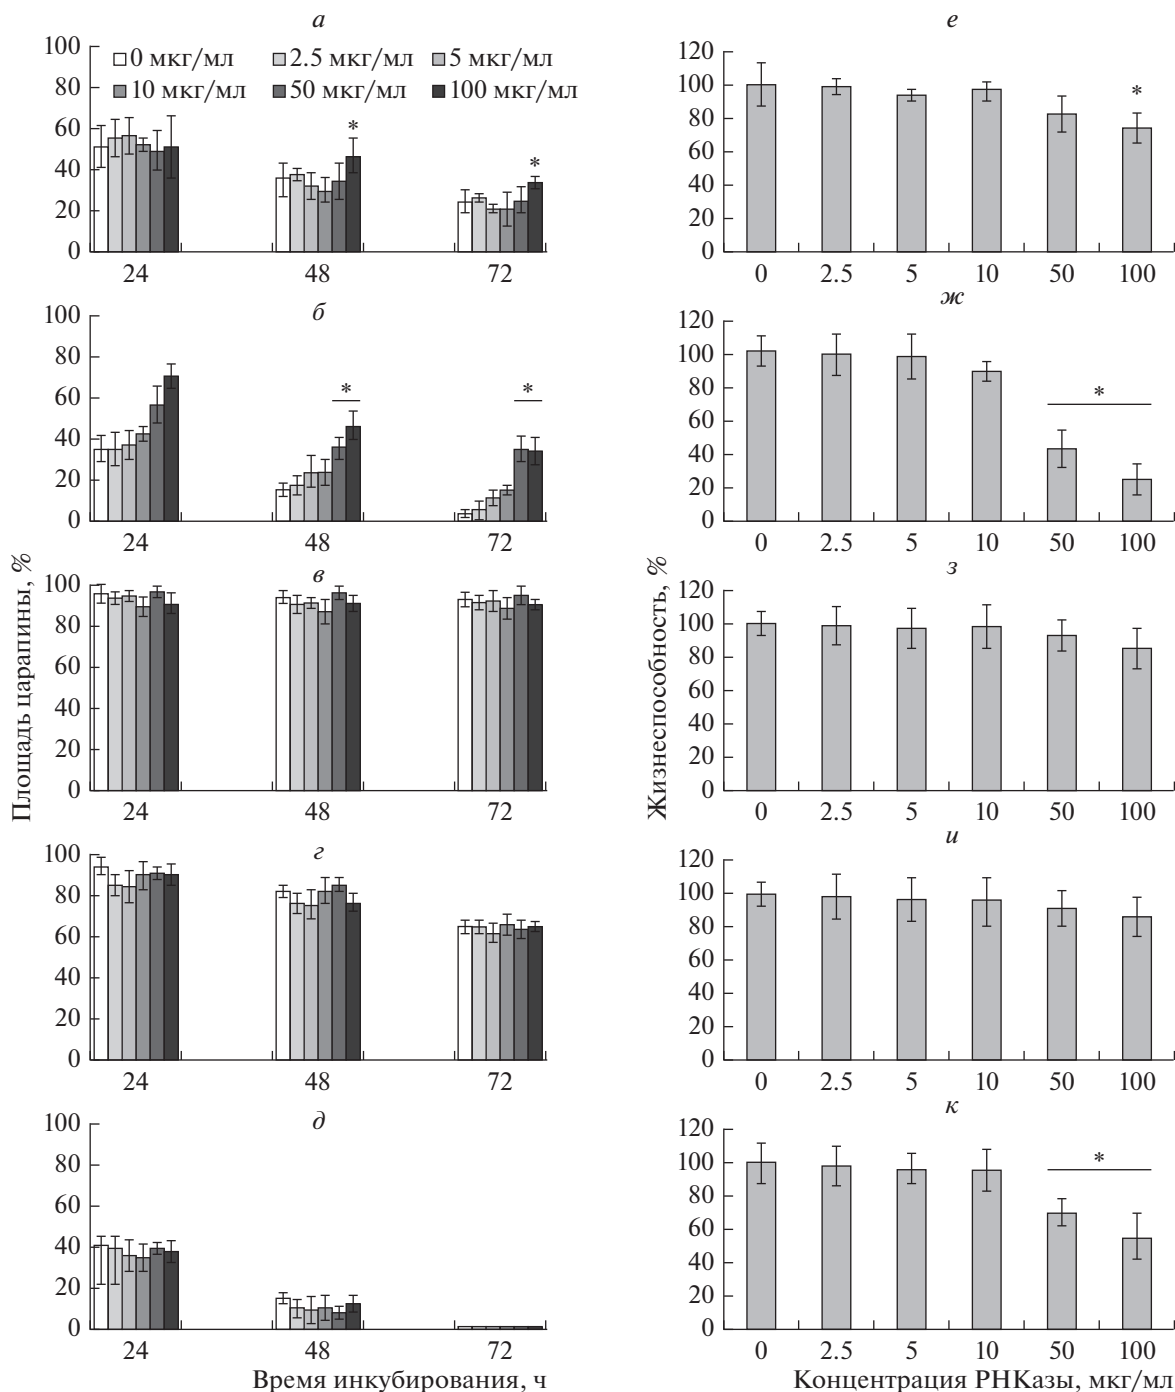 а
100
80
60
40
20
0
0 мкг/мл 2.5 мкг/мл 5 мкг/мл
10 мкг/мл 50 мкг/мл 100 мкг/мл
*
*
24 48 72
б
100
80
60
40
20
0
*
*
24 48 72
в
100
80
60
40
20
0
24 48 72
г
100
80
60
40
20
0
24 48 72
д
100
80
60
40
20
0
24 48 72
Площадь царапины, %
Время инкубирования, ч
е
120
100
80
60
40
20
0
*
0 2.5 5 10 50 100
ж
120
100
80
60
40
20
0
*
0 2.5 5 10 50 100
з
120
100
80
60
40
20
0
0 2.5 5 10 50 100
и
120
100
80
60
40
20
0
0 2.5 5 10 50 100
к
120
100
80
60
40
20
0
*
0 2.5 5 10 50 100
Жизнеспособность, %
Концентрация РНКазы, мкг/мл